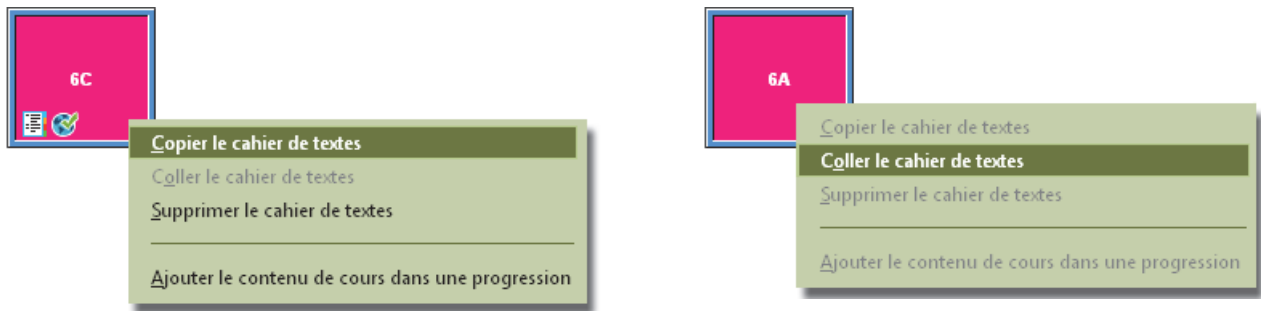 6C
Copier le cahier de textes
Coller le cahier de textes
Supprimer le cahier de textes
Ajouter le contenu de cours dans une progression
6A
Copier le cahier de textes
Coller le cahier de textes
Supprimer le cahier de textes
Ajouter le contenu de cours dans une progression